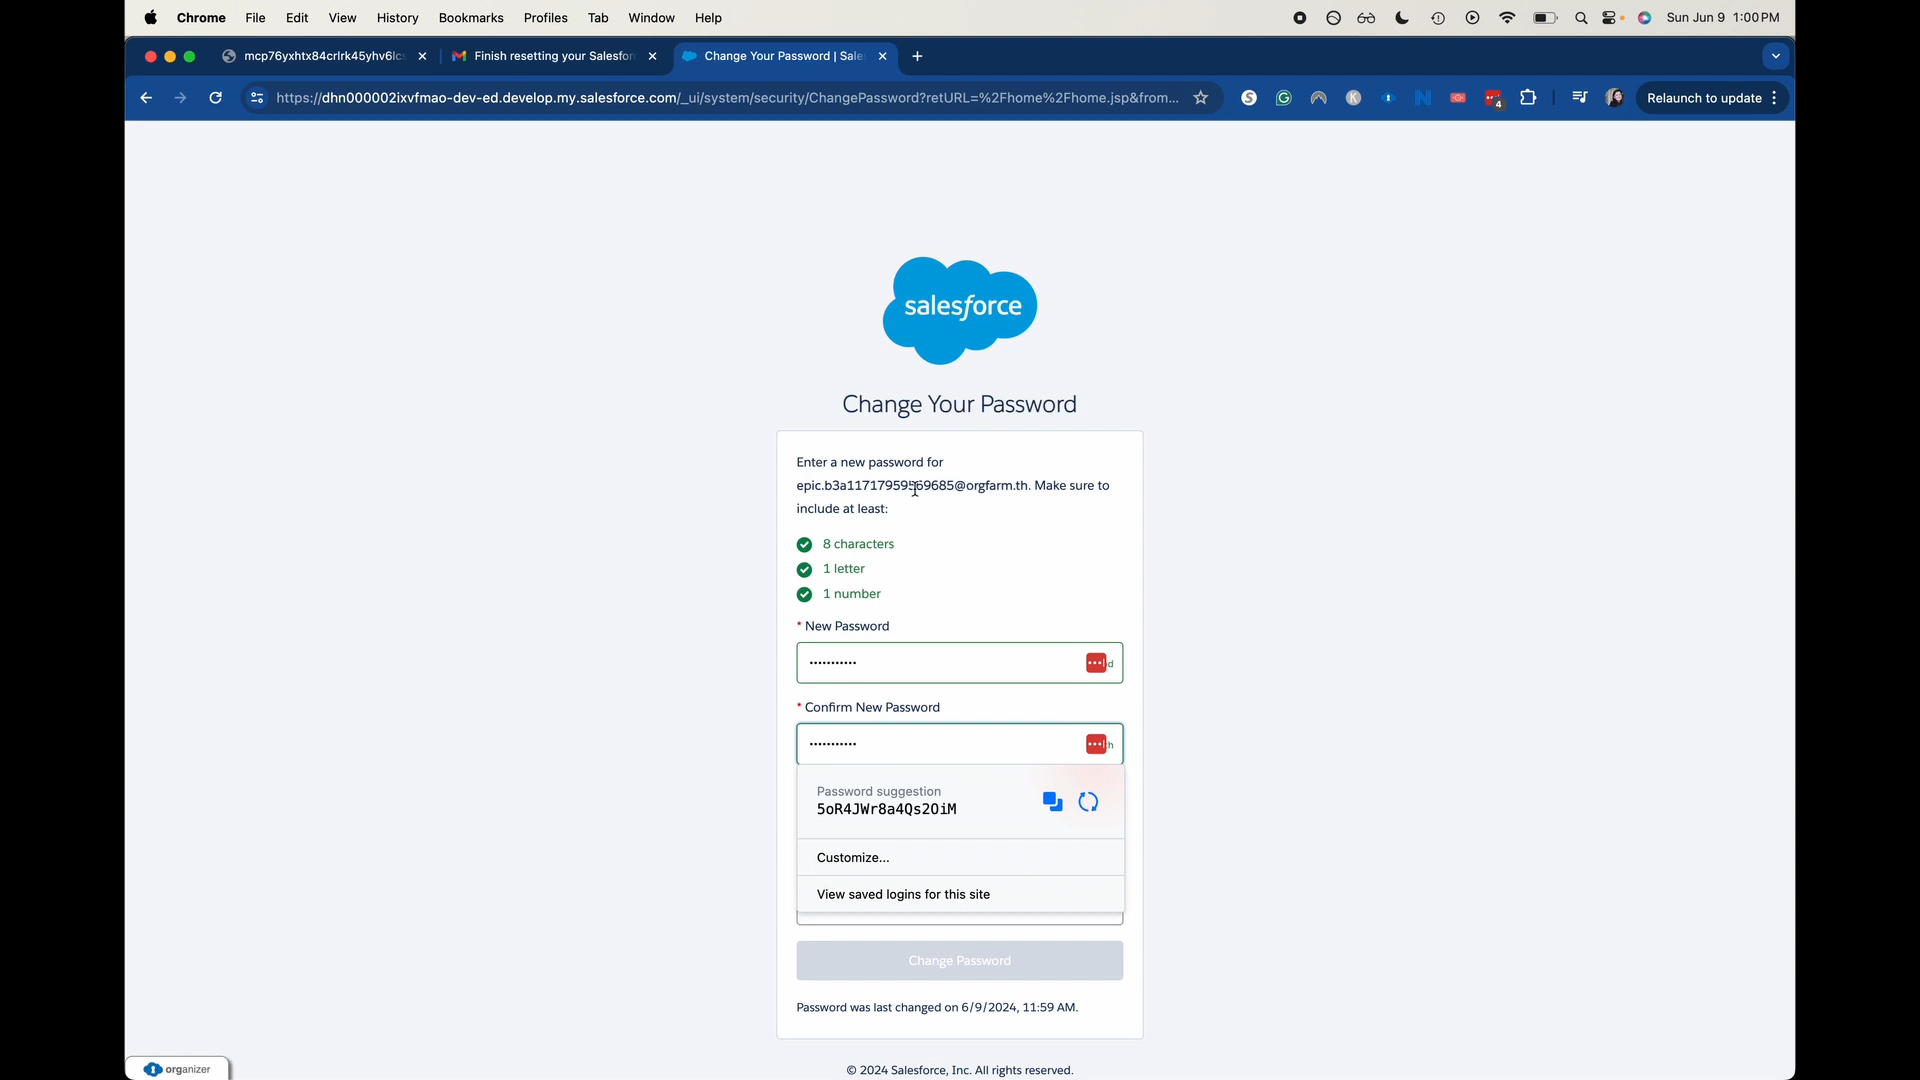 Chrome File Edit View History Bookmarks Profiles Tab Window Help Sun Jun 9 1:00 PM
mcp76yxhtx84crlrk45yhv6lc Finish resetting your Salesfor Change Your Password | Sale
https://dhn000002ixvfmao-dev-ed.develop.my.salesforce.com/_ui/system/security/ChangePassword?retURL=%2Fhome%2Fhome.jsp&from... 4 Relaunch to update
salesforce
Change Your Password
Enter a new password for
epic.b3a11717959569685@orgfarm.th. Make sure to
include at least:
8 characters
1 letter
1 number
* New Password
•••••••••••
* Confirm New Password
•••••••••••
Password suggestion
5oR4JWr8a4Qs2OiM
Customize...
View saved logins for this site
Change Password
Password was last changed on 6/9/2024, 11:59 AM.
© 2024 Salesforce, Inc. All rights reserved.
organizer